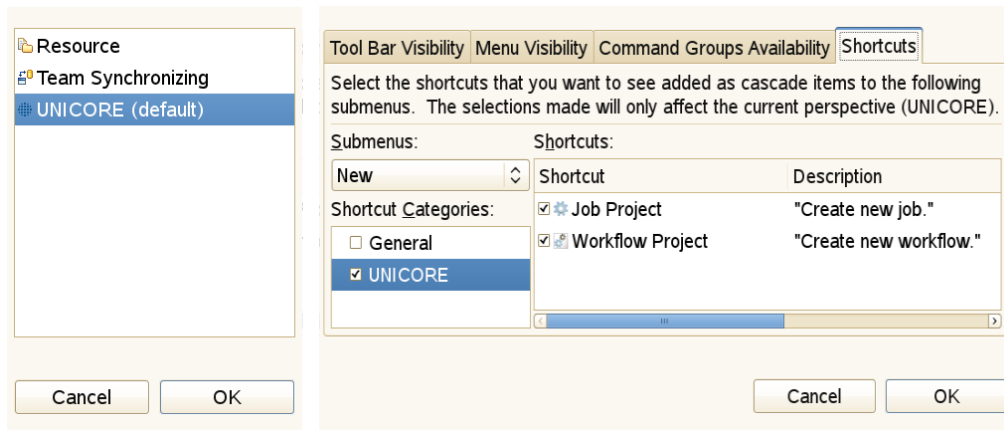 Resource
Team Synchronizing
UNICORE (default)
Cancel
OK
Tool Bar Visibility
Menu Visibility
Command Groups Availability
Shortcuts
Select the shortcuts that you want to see added as cascade items to the following
submenus. The selections made will only affect the current perspective (UNICORE).
Submenus:
New
Shortcut Categories:
General
UNICORE
Shortcuts:
Shortcut
Description
Job Project
"Create new job."
Workflow Project
"Create new workflow."
Cancel
OK